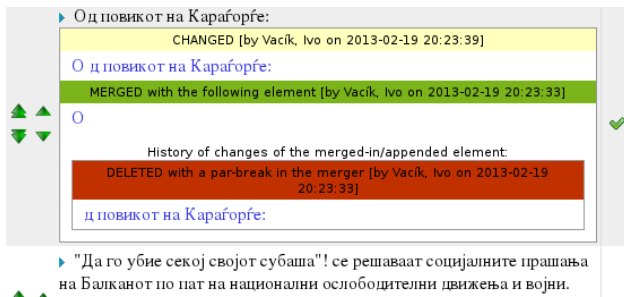 Од повикот на Караѓорѓе:
CHANGED [by Vacík, Ivo on 2013-02-19 20:23:39]
О д повикот на Караѓорѓе:
MERGED with the following element [by Vacík, Ivo on 2013-02-19 20:23:33]
О
History of changes of the merged-in/appended element:
DELETED with a par-break in the merger [by Vacík, Ivo on 2013-02-19
20:23:33]
д повикот на Караѓорѓе:
"Да го убие секој својот субаша"! се решаваат социјалните прашања
на Балканот по пат на национални ослободителни движења и војни.